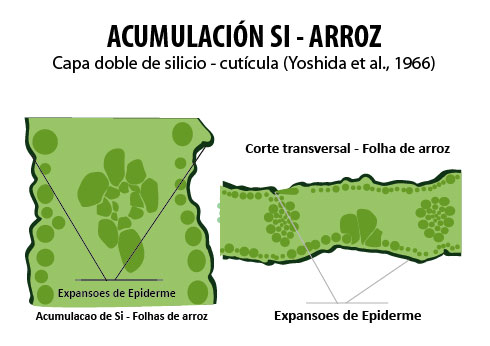 ACUMULACIÓN SI - ARROZ
Capa doble de silicio - cutícula (Yoshida et al., 1966)
Corte transversal - Folha de arroz
Expansoes de Epiderme
Acumulacao de Si - Folhas de arroz
Expansoes de Epiderme